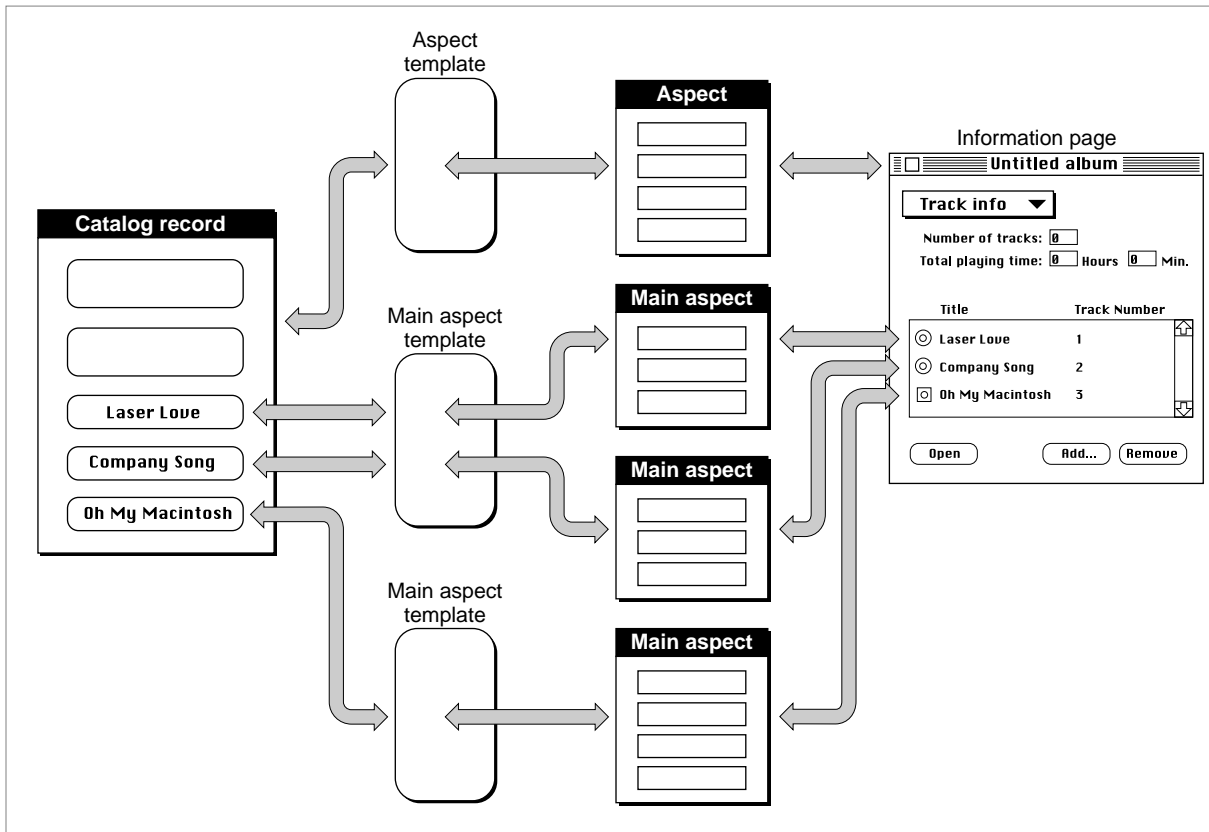 Aspect
template
Aspect
Information page
Untitled album
Track info
Number of tracks: 0
Total playing time: 0 Hours 0 Min.
Title Track Number
Laser Love 1
Company Song 2
Oh My Macintosh 3
Open Add... Remove
Catalog record
Laser Love
Company Song
Oh My Macintosh
Main aspect
template
Main aspect
Main aspect
Main aspect
template
Main aspect